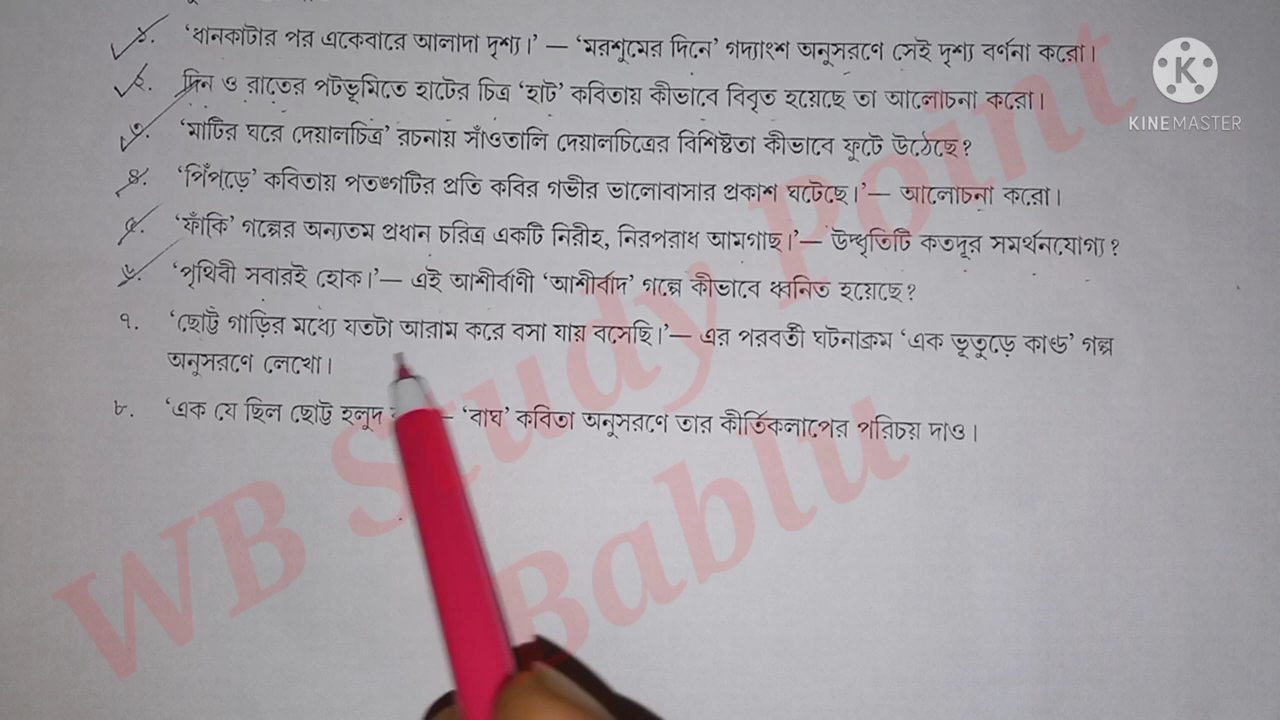 ১. 'ধানকাটার পর একেবারে আলাদা দৃশ্য।' — 'মরশুমের দিনে' গদ্যাংশ অনুসরণে সেই দৃশ্য বর্ণনা করো।
২. দিন ও রাতের পটভূমিতে হাটের চিত্র 'হাট' কবিতায় কীভাবে বিবৃত হয়েছে তা আলোচনা করো।
৩. 'মাটির ঘরে দেয়ালচিত্র' রচনায় সাঁওতালি দেয়ালচিত্রের বিশিষ্টতা কীভাবে ফুটে উঠেছে?
৪. 'পিঁপড়ে' কবিতায় পতঙ্গটির প্রতি কবির গভীর ভালোবাসার প্রকাশ ঘটেছে।'— আলোচনা করো।
৫. 'ফাঁকি' গল্পের অন্যতম প্রধান চরিত্র একটি নিরীহ, নিরপরাধ আমগাছ।'— উদ্ধৃতিটি কতদূর সমর্থনযোগ্য?
৬. 'পৃথিবী সবারই হোক।'— এই আশীর্বাণী 'আশীর্বাদ' গল্পে কীভাবে ধ্বনিত হয়েছে?
৭. 'ছোট্ট গাড়ির মধ্যে যতটা আরাম করে বসা যায় বসেছি।'— এর পরবর্তী ঘটনাক্রম 'এক ভূতুড়ে কাণ্ড' গল্প
অনুসরণে লেখো।
৮. 'এক যে ছিল ছোট্ট হলুদ — 'বাঘ' কবিতা অনুসরণে তার কীর্তিকলাপের পরিচয় দাও।
K
KINEMASTER
WB Study Point
Bablu